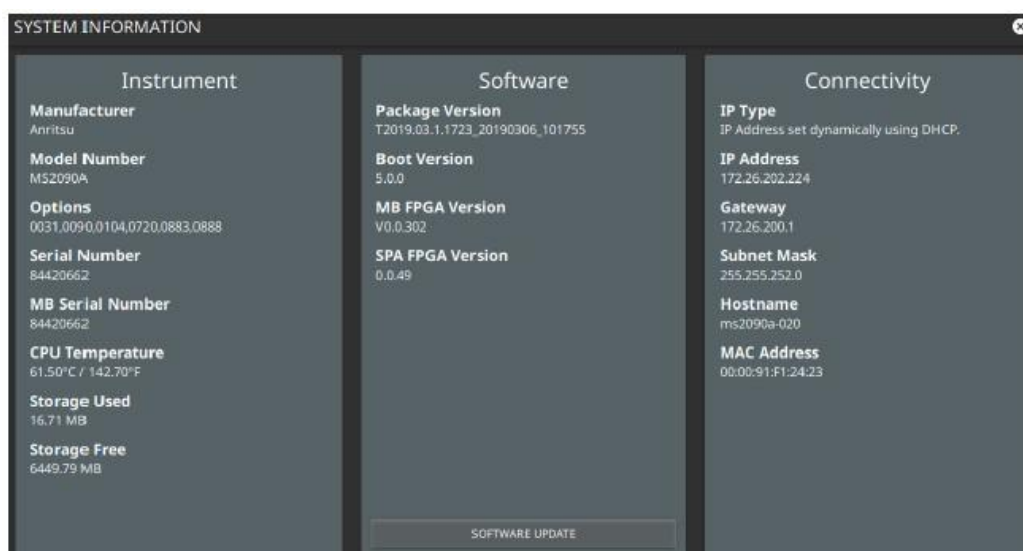 SYSTEM INFORMATION
Instrument
Manufacturer
Anritsu
Model Number
MS2090A
Options
0031,0090,0104,0720,0883,0888
Serial Number
84420662
MB Serial Number
84420662
CPU Temperature
61.50°C / 142.70°F
Storage Used
16.71 MB
Storage Free
6449.79 MB
Software
Package Version
T2019.03.1.1723_20190306_101755
Boot Version
5.0.0
MB FPGA Version
V0.0.302
SPA FPGA Version
0.0.49
SOFTWARE UPDATE
Connectivity
IP Type
IP Address set dynamically using DHCP.
IP Address
172.26.202.224
Gateway
172.26.200.1
Subnet Mask
255.255.252.0
Hostname
ms2090a-020
MAC Address
00:00:91:F1:24:23